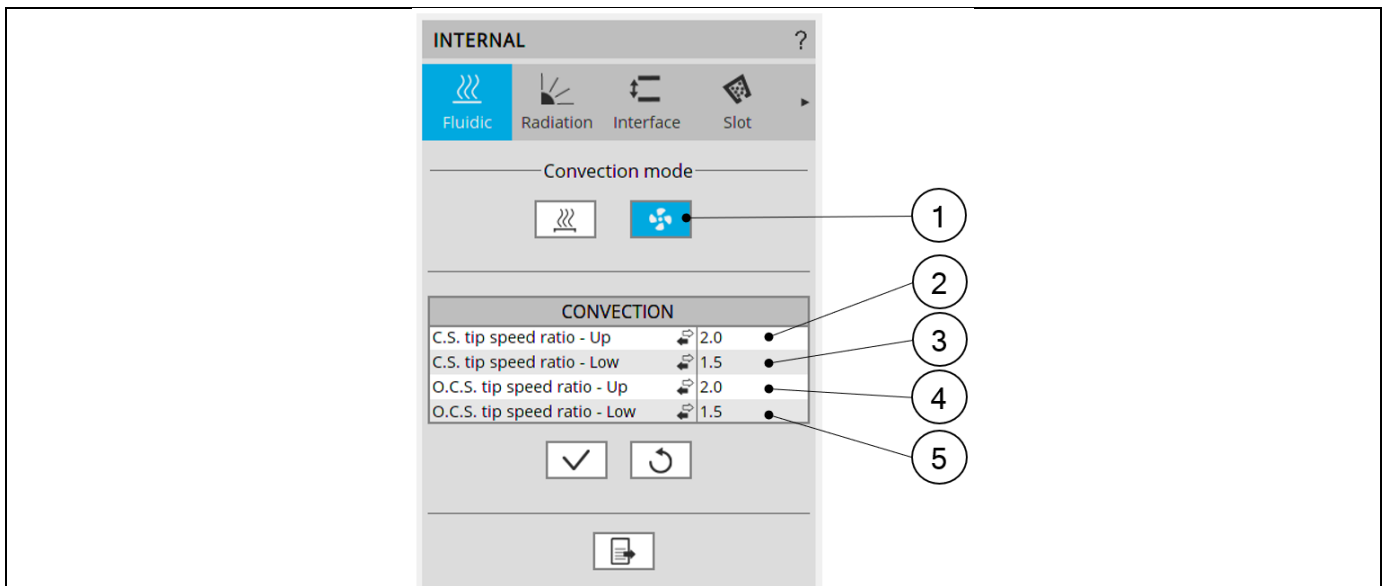 INTERNAL ?
Fluidic Radiation Interface Slot
Convection mode
1
2
CONVECTION
C.S. tip speed ratio - Up 2.0
3
C.S. tip speed ratio - Low 1.5
O.C.S. tip speed ratio - Up 2.0
4
O.C.S. tip speed ratio - Low 1.5
5